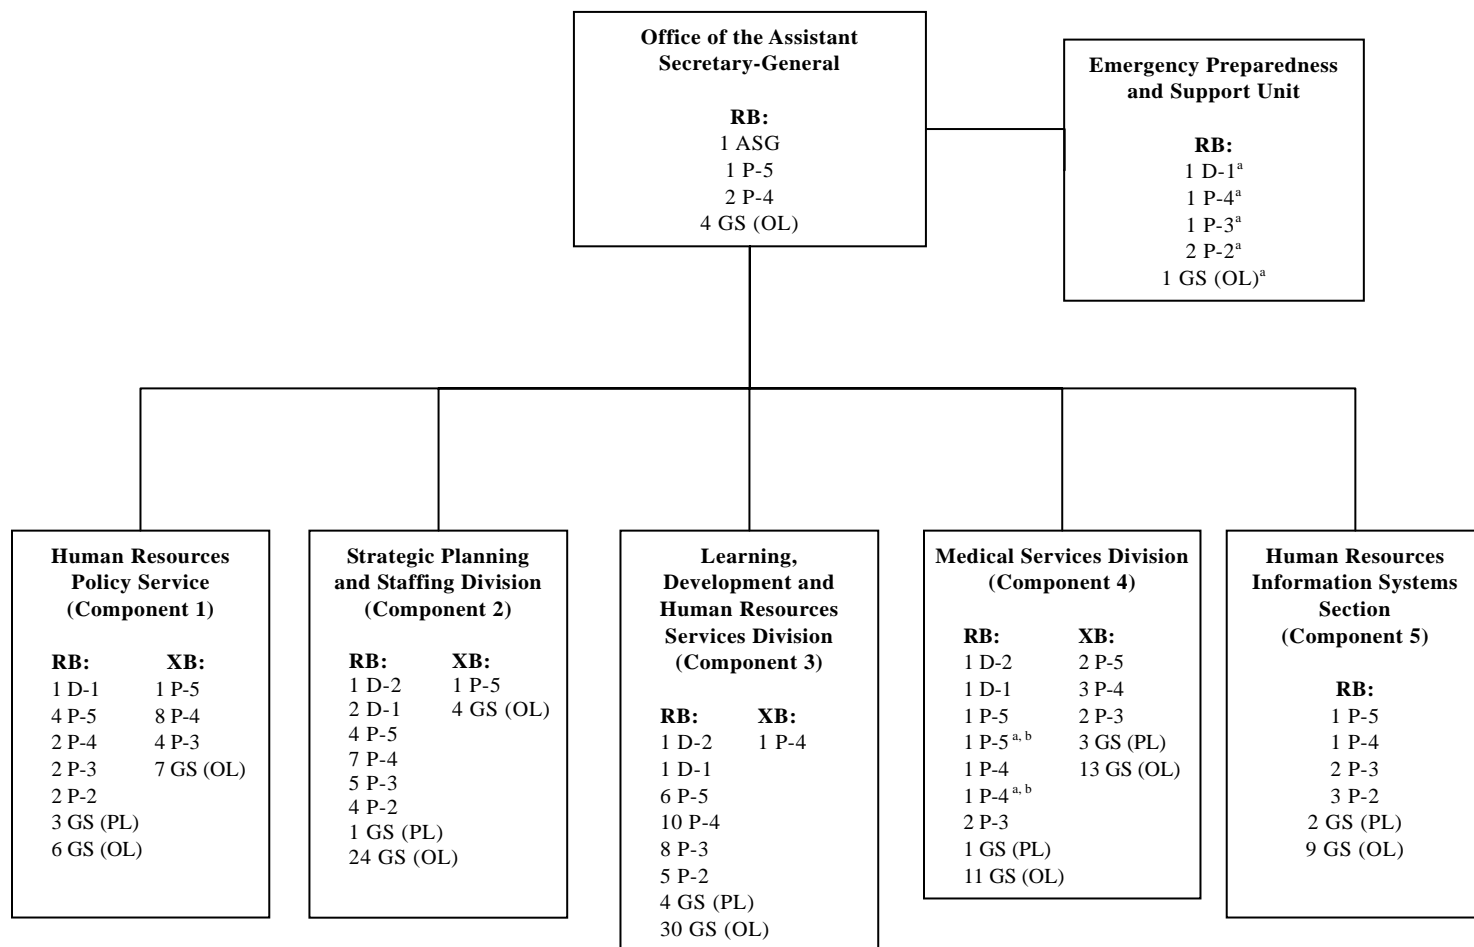 Office of the Assistant
Secretary-General
RB:
1 ASG
1 P-5
2 P-4
4 GS (OL)
Emergency Preparedness
and Support Unit
RB:
1 D-1a
1 P-4a
1 P-3a
2 P-2a
1 GS (OL)a
Human Resources
Policy Service
(Component 1)
RB:
1 D-1
4 P-5
2 P-4
2 P-3
2 P-2
3 GS (PL)
6 GS (OL)
XB:
1 P-5
8 P-4
4 P-3
7 GS (OL)
Strategic Planning
and Staffing Division
(Component 2)
RB:
1 D-2
2 D-1
4 P-5
7 P-4
5 P-3
4 P-2
1 GS (PL)
24 GS (OL)
XB:
1 P-5
4 GS (OL)
Learning,
Development and
Human Resources
Services Division
(Component 3)
RB:
1 D-2
1 D-1
6 P-5
10 P-4
8 P-3
5 P-2
4 GS (PL)
30 GS (OL)
XB:
1 P-4
Medical Services Division
(Component 4)
RB:
1 D-2
1 D-1
1 P-5
1 P-5a, b
1 P-4
1 P-4a, b
2 P-3
1 GS (PL)
11 GS (OL)
XB:
2 P-5
3 P-4
2 P-3
3 GS (PL)
13 GS (OL)
Human Resources
Information Systems
Section
(Component 5)
RB:
1 P-5
1 P-4
2 P-3
3 P-2
2 GS (PL)
9 GS (OL)